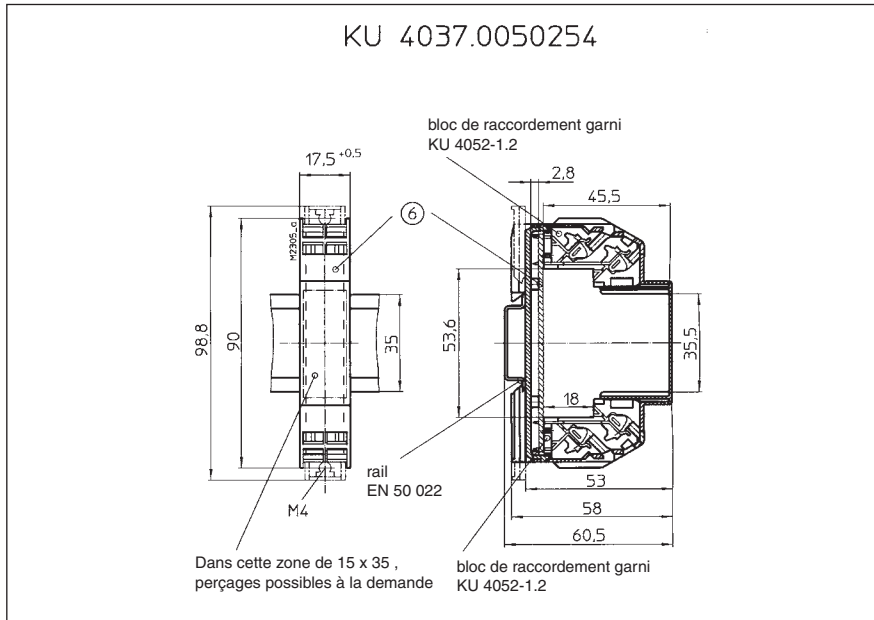 KU 4037.0050254
bloc de raccordement garni
KU 4052-1.2
17,5 +0,5
2,8
45,5
6
M2305_a
98,8
90
35
53,6
35,5
18
rail
EN 50 022
M4
53
58
60,5
Dans cette zone de 15 x 35 ,
perçages possibles à la demande
bloc de raccordement garni
KU 4052-1.2